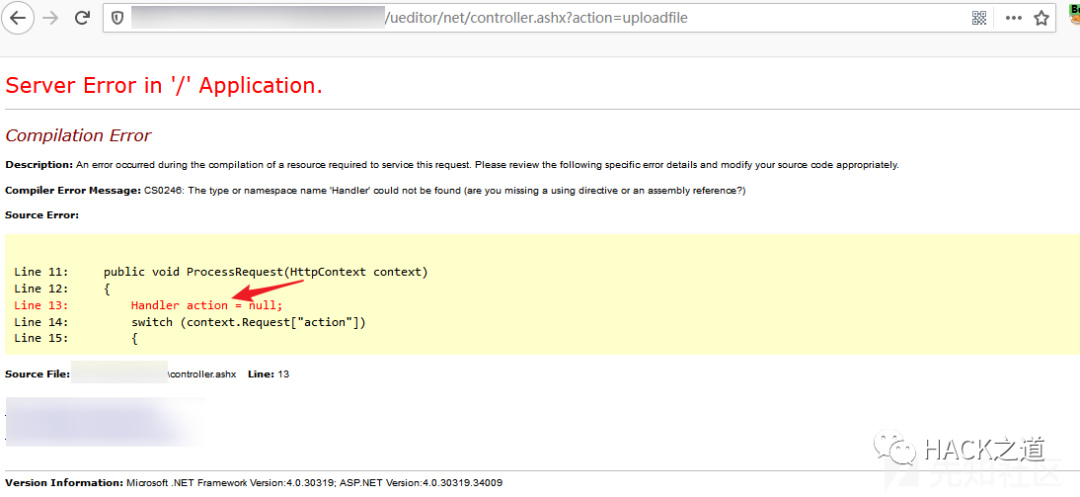 /ueditor/net/controller.ashx?action=uploadfile
Server Error in '/' Application.
Compilation Error
Description: An error occurred during the compilation of a resource required to service this request. Please review the following specific error details and modify your source code appropriately.
Compiler Error Message: CS0246: The type or namespace name 'Handler' could not be found (are you missing a using directive or an assembly reference?)
Source Error:
Line 11:     public void ProcessRequest(HttpContext context)
Line 12:     {
Line 13:         Handler action = null;
Line 14:         switch (context.Request["action"])
Line 15:         {
Source File: \controller.ashx    Line: 13
HACK之道
先知社区
Version Information: Microsoft .NET Framework Version:4.0.30319; ASP.NET Version:4.0.30319.34009